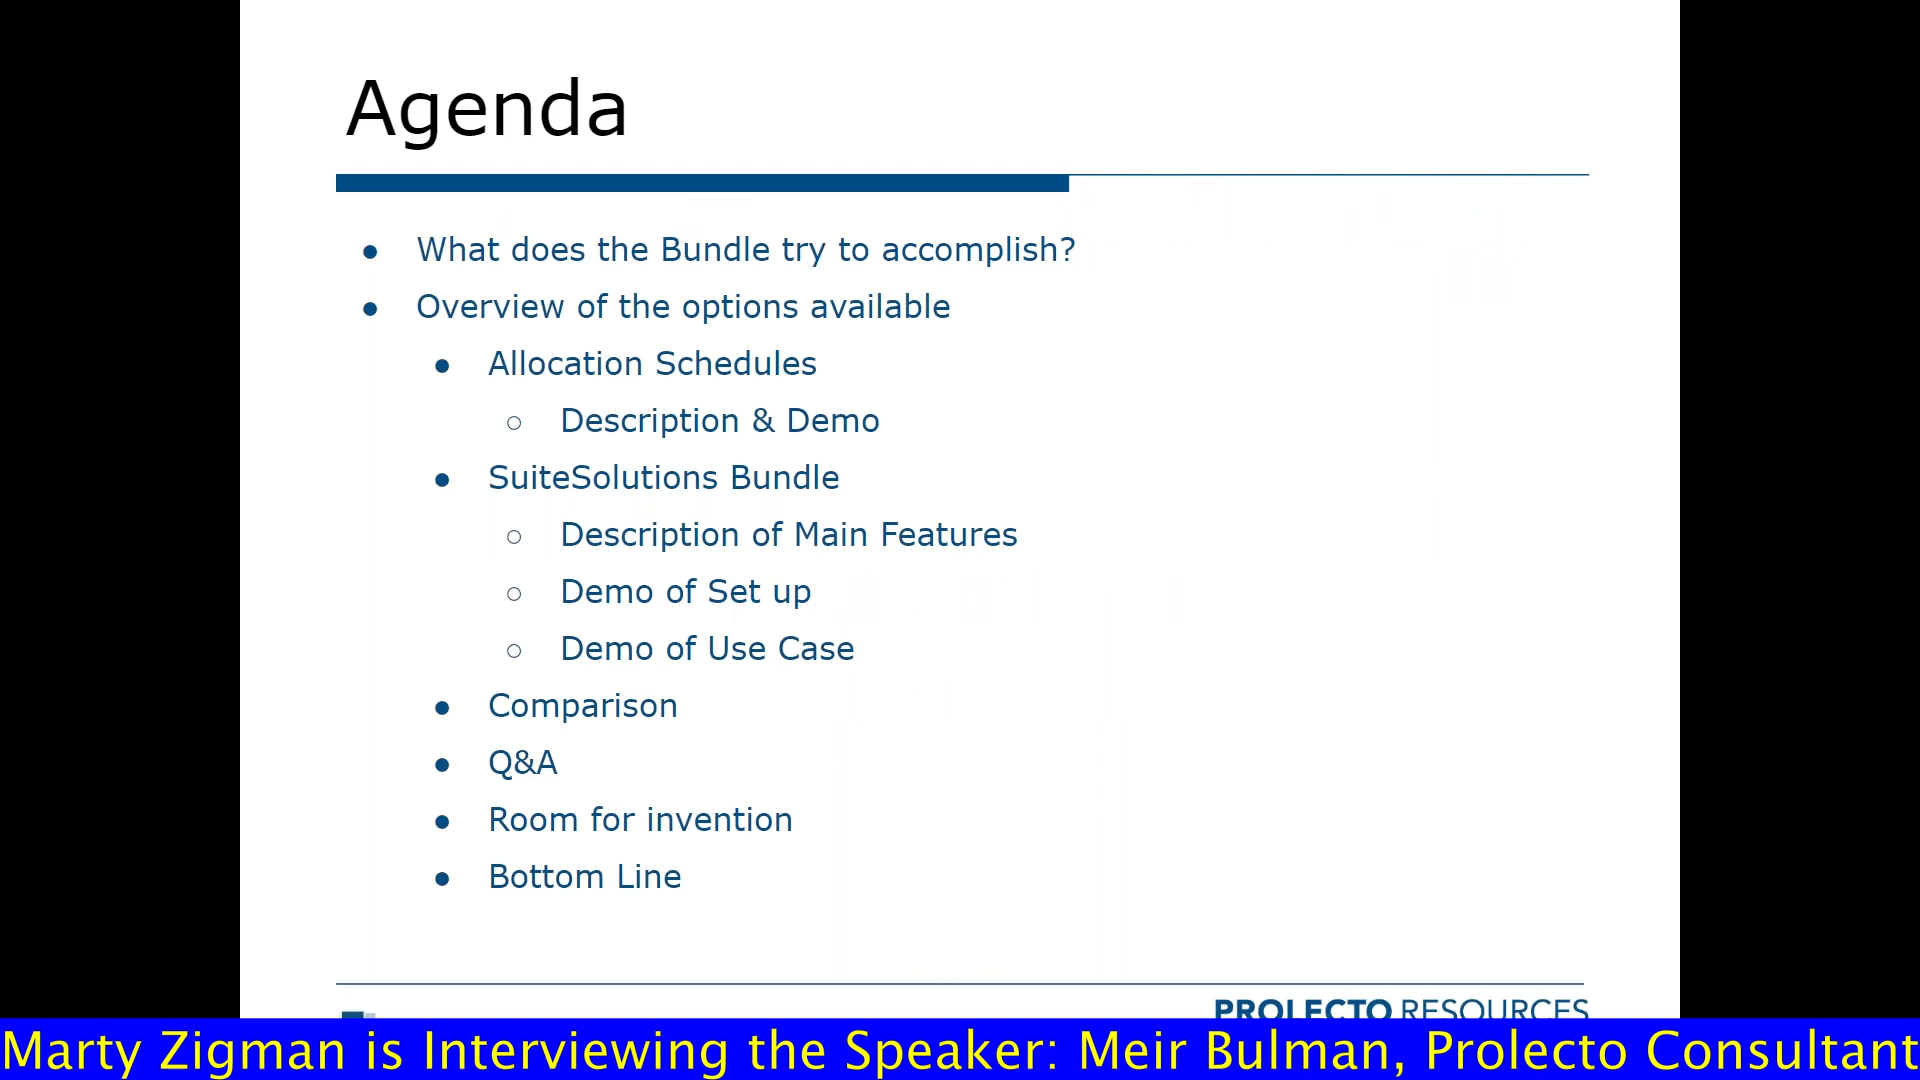 Agenda
● What does the Bundle try to accomplish?
● Overview of the options available
● Allocation Schedules
○ Description & Demo
● SuiteSolutions Bundle
○ Description of Main Features
○ Demo of Set up
○ Demo of Use Case
● Comparison
● Q&A
● Room for invention
● Bottom Line
PROLECTO RESOURCES
Marty Zigman is Interviewing the Speaker: Meir Bulman, Prolecto Consultant